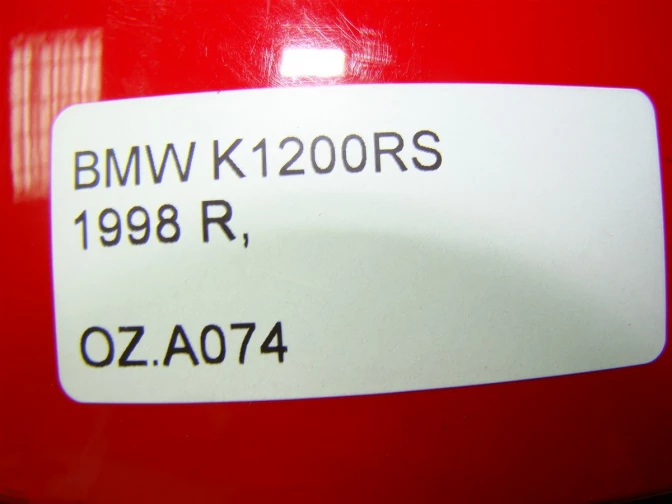 BMW K1200RS
1998 R,
OZ.A074